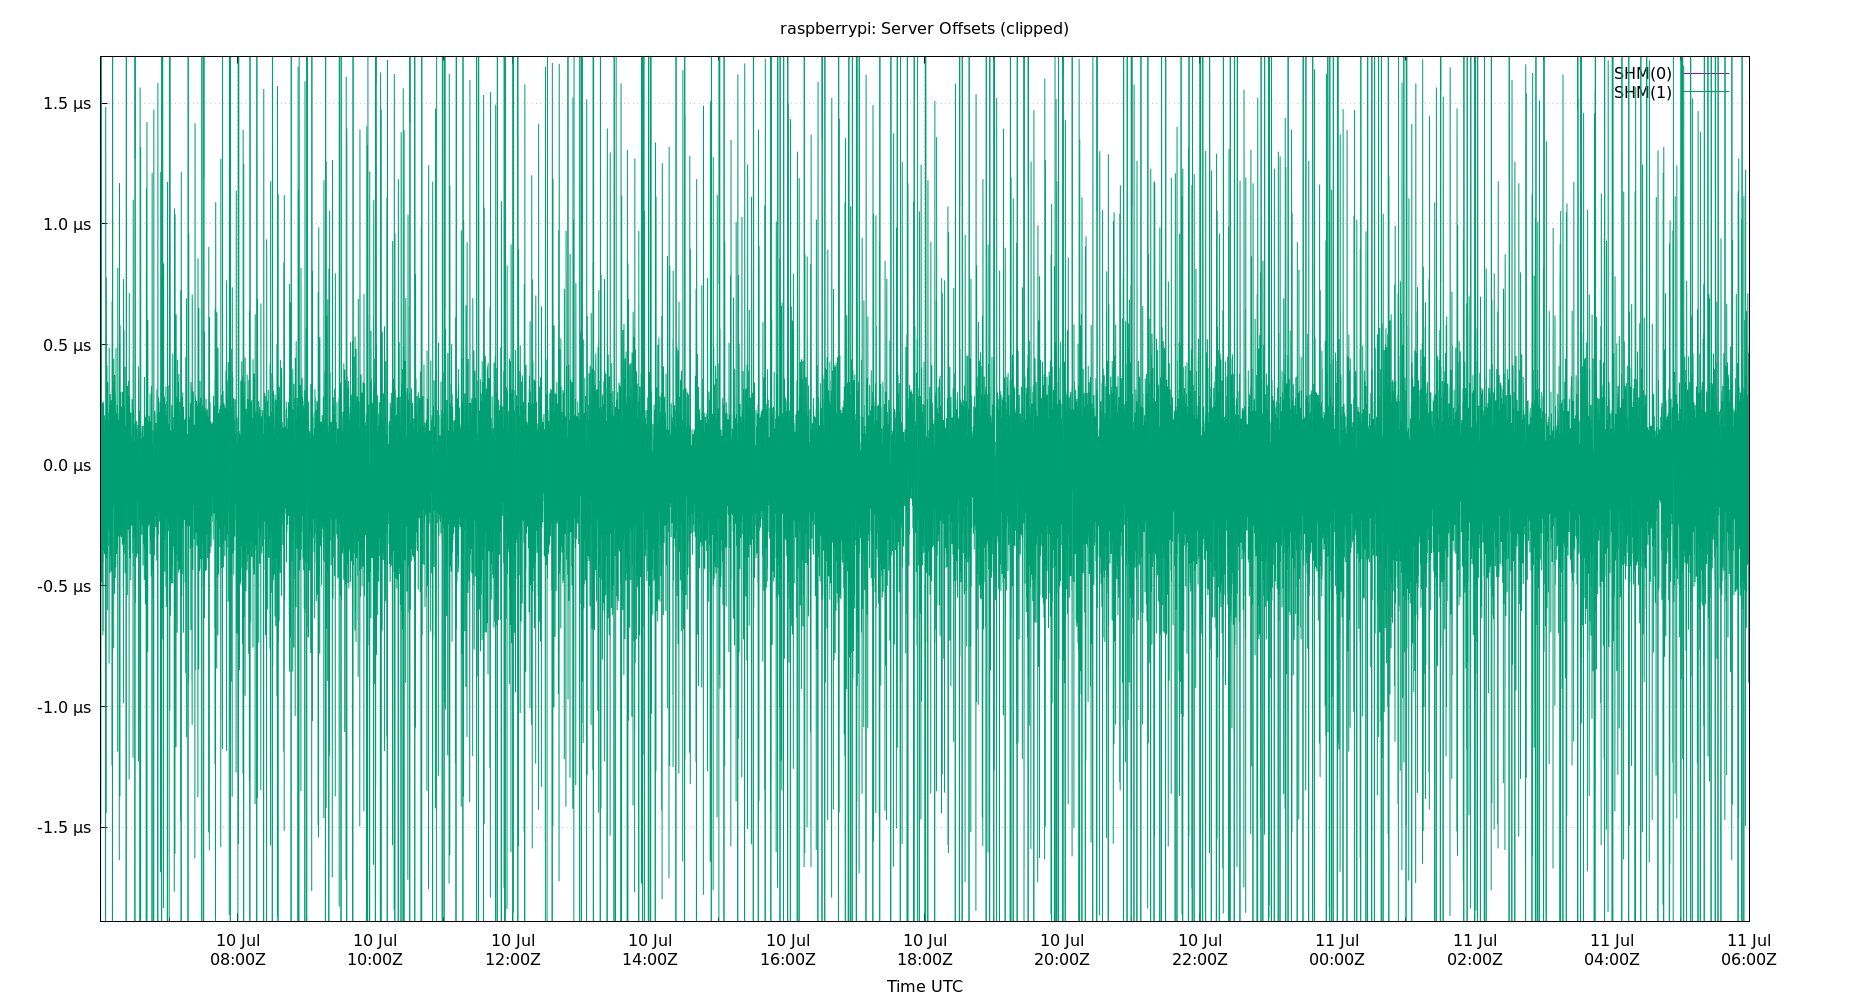 raspberrypi: Server Offsets (clipped)
SHM(0)
SHM(1)
1.5 µs
1.0 µs
0.5 µs
0.0 µs
-0.5 µs
-1.0 µs
-1.5 µs
10 Jul 10 Jul 10 Jul 10 Jul 10 Jul 10 Jul 10 Jul 10 Jul 11 Jul 11 Jul 11 Jul 11 Jul
08:00Z 10:00Z 12:00Z 14:00Z 16:00Z 18:00Z 20:00Z 22:00Z 00:00Z 02:00Z 04:00Z 06:00Z
Time UTC